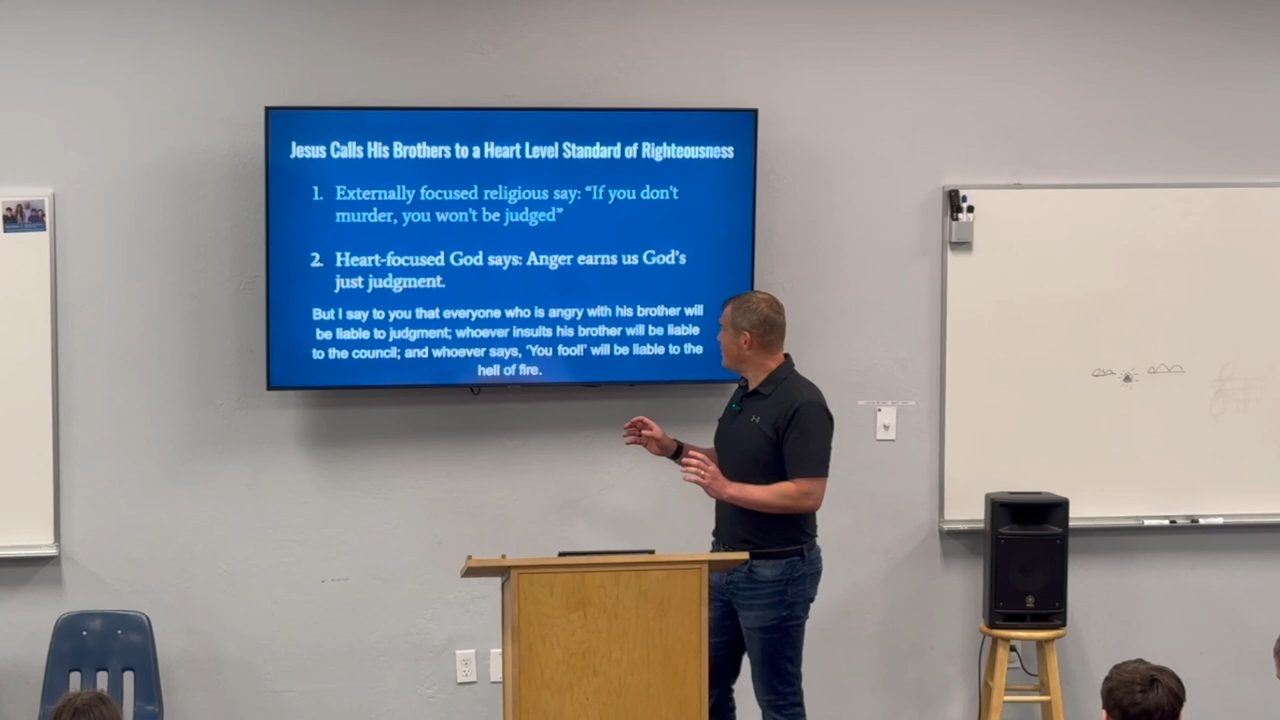 Jesus Calls His Brothers to a Heart Level Standard of Righteousness
1. Externally focused religious say: “If you don't
murder, you won't be judged”
2. Heart-focused God says: Anger earns us God’s
just judgment.
But I say to you that everyone who is angry with his brother will
be liable to judgment; whoever insults his brother will be liable
to the council; and whoever says, ‘You fool!’ will be liable to the
hell of fire.